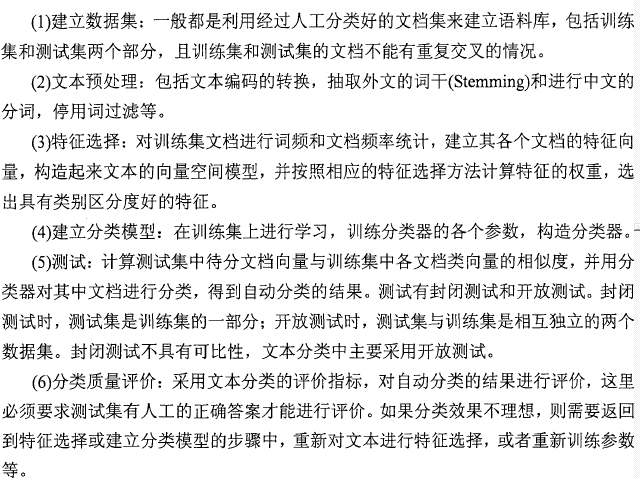 (1)建立数据集：一般都是利用经过人工分类好的文档集来建立语料库，包括训练
集和测试集两个部分，且训练集和测试集的文档不能有重复交叉的情况。
(2)文本预处理：包括文本编码的转换，抽取外文的词干(Stemming)和进行中文的
分词，停用词过滤等。
(3)特征选择：对训练集文档进行词频和文档频率统计，建立其各个文档的特征向
量，构造起来文本的向量空间模型，并按照相应的特征选择方法计算特征的权重，选
出具有类别区分度好的特征。
(4)建立分类模型：在训练集上进行学习，训练分类器的各个参数，构造分类器。
(5)测试：计算测试集中待分文档向量与训练集中各文档类向量的相似度，并用分
类器对其中文档进行分类，得到自动分类的结果。测试有封闭测试和开放测试。封闭
测试时，测试集是训练集的一部分；开放测试时，测试集与训练集是相互独立的两个
数据集。封闭测试不具有可比性，文本分类中主要采用开放测试。
(6)分类质量评价：采用文本分类的评价指标，对自动分类的结果进行评价，这里
必须要求测试集有人工的正确答案才能进行评价。如果分类效果不理想，则需要返回
到特征选择或建立分类模型的步骤中，重新对文本进行特征选择，或者重新训练参数
等。